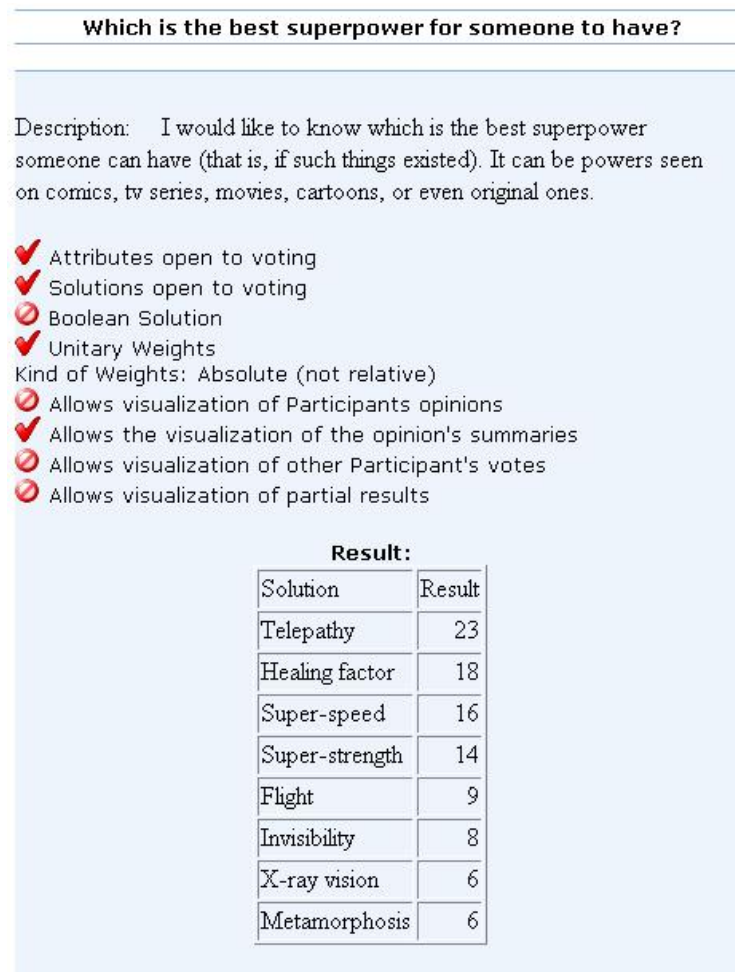 Which is the best superpower for someone to have?
Description: I would like to know which is the best superpower
someone can have (that is, if such things existed). It can be powers seen
on comics, tv series, movies, cartoons, or even original ones.
Attributes open to voting
Solutions open to voting
Boolean Solution
Unitary Weights
Kind of Weights: Absolute (not relative)
Allows visualization of Participants opinions
Allows the visualization of the opinion's summaries
Allows visualization of other Participant's votes
Allows visualization of partial results
Result:
Solution Result
Telepathy 23
Healing factor 18
Super-speed 16
Super-strength 14
Flight 9
Invisibility 8
X-ray vision 6
Metamorphosis 6